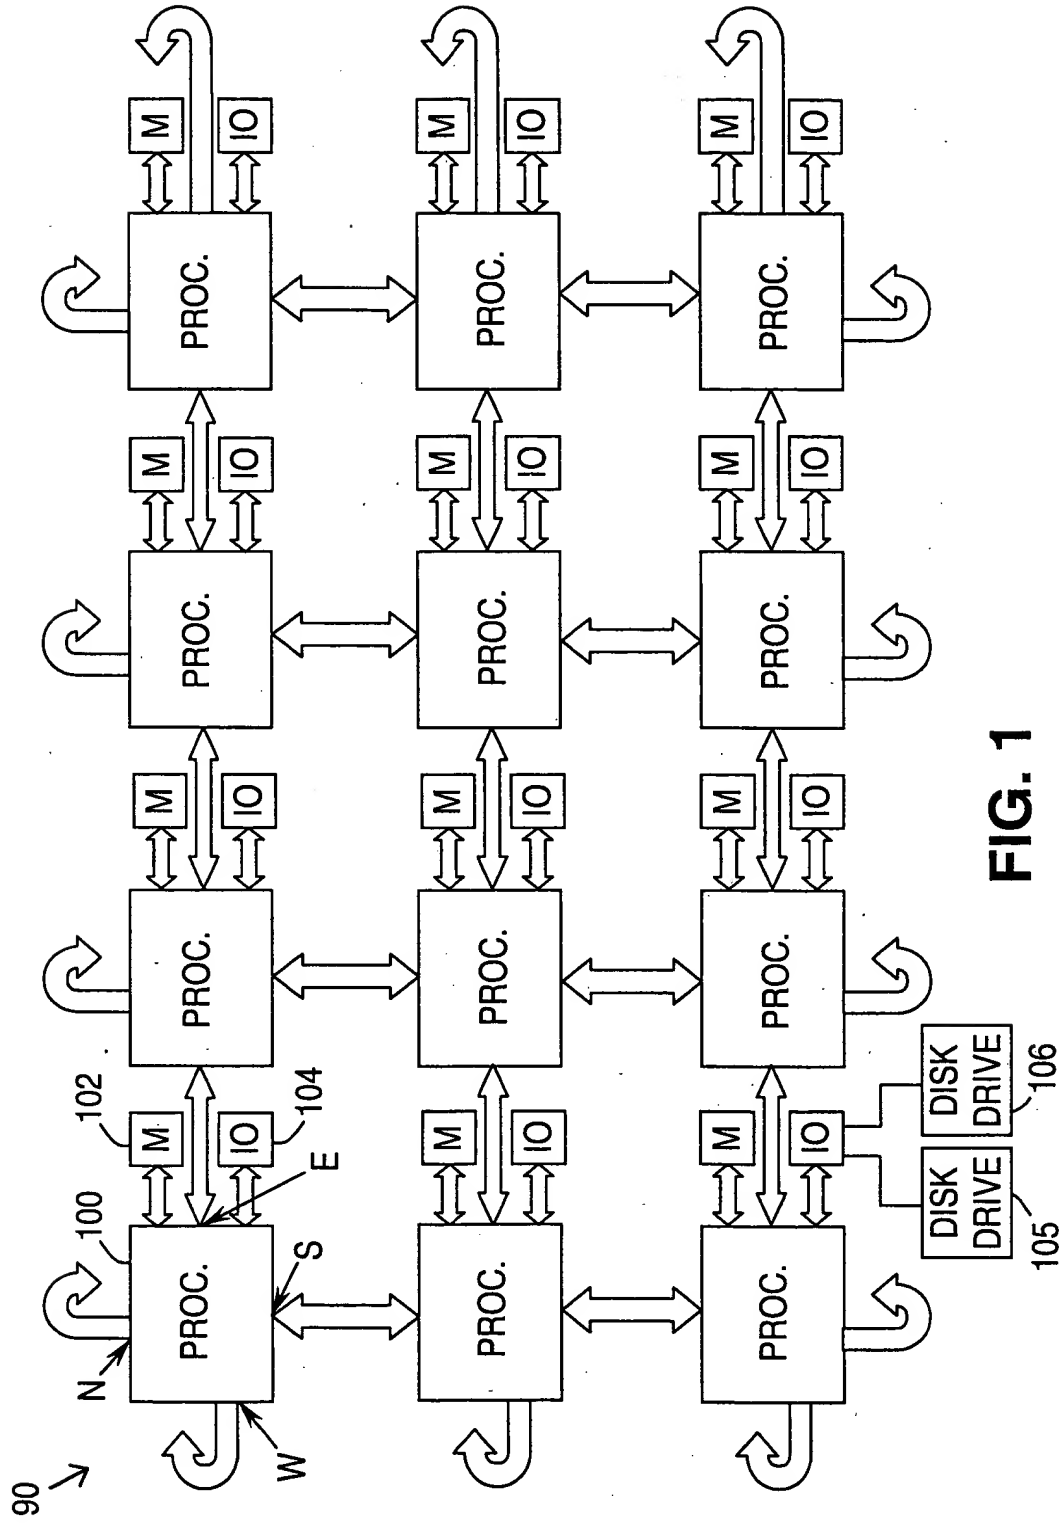 90
N
100
102
M
M
M
M
PROC.
PROC.
PROC.
PROC.
IO
IO
IO
IO
W
S
E
104
M
M
M
M
PROC.
PROC.
PROC.
PROC.
IO
IO
IO
IO
M
M
M
M
PROC.
PROC.
PROC.
PROC.
IO
IO
IO
IO
DISK
DRIVE
105
DISK
DRIVE
106
FIG. 1